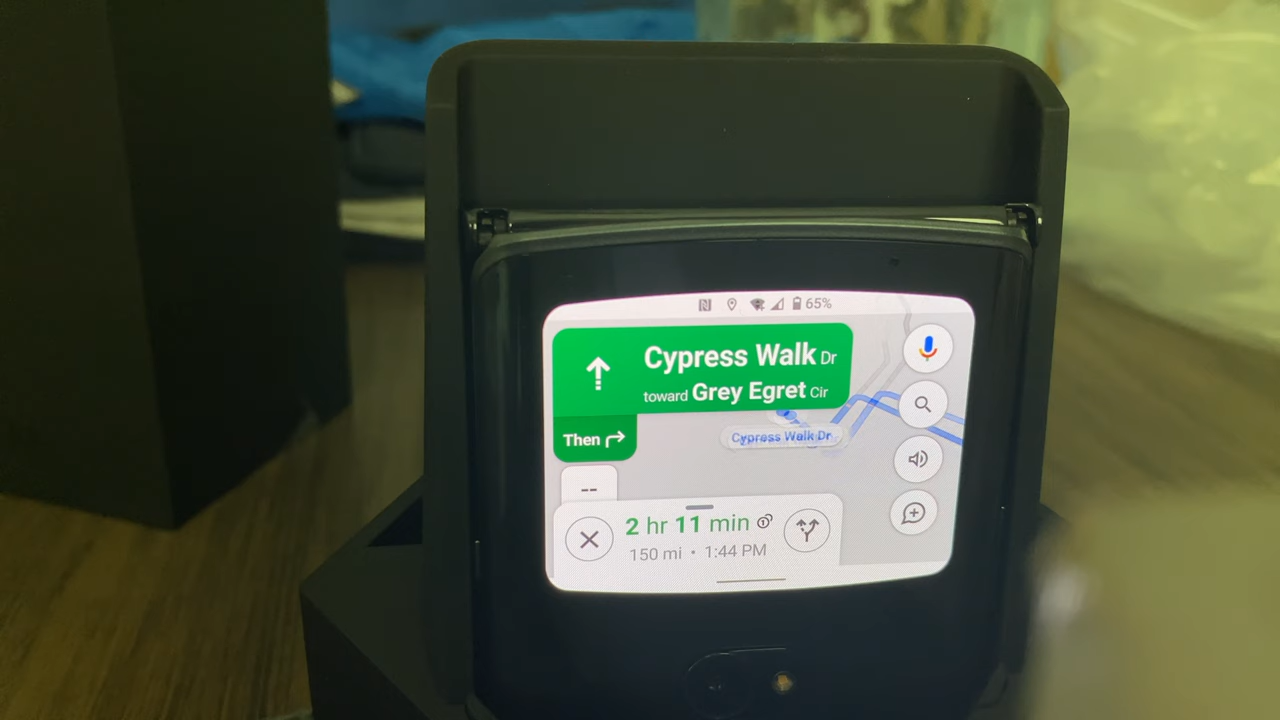 65%
Cypress Walk Dr
toward Grey Egret Cir
Then
Cypress Walk Dr
--
2 hr 11 min
150 mi • 1:44 PM